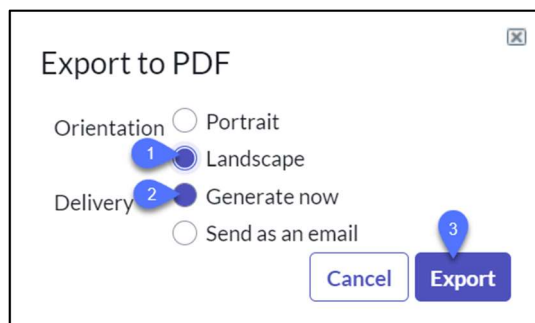 Export to PDF
Orientation Portrait
1 Landscape
Delivery 2 Generate now
Send as an email
3
Cancel Export